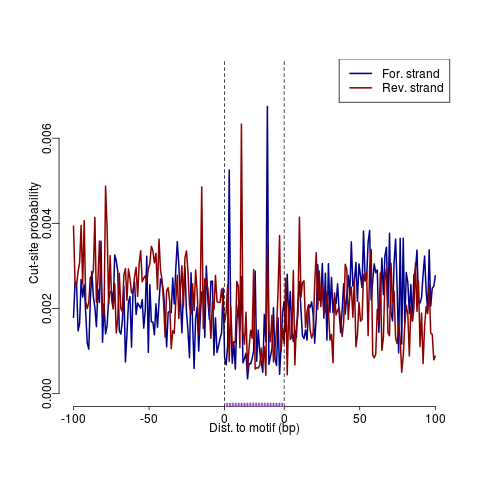 For. strand
Rev. strand
Cut-site probability
0.000
0.002
0.004
0.006
-100
-50
0
0
50
100
Dist. to motif (bp)